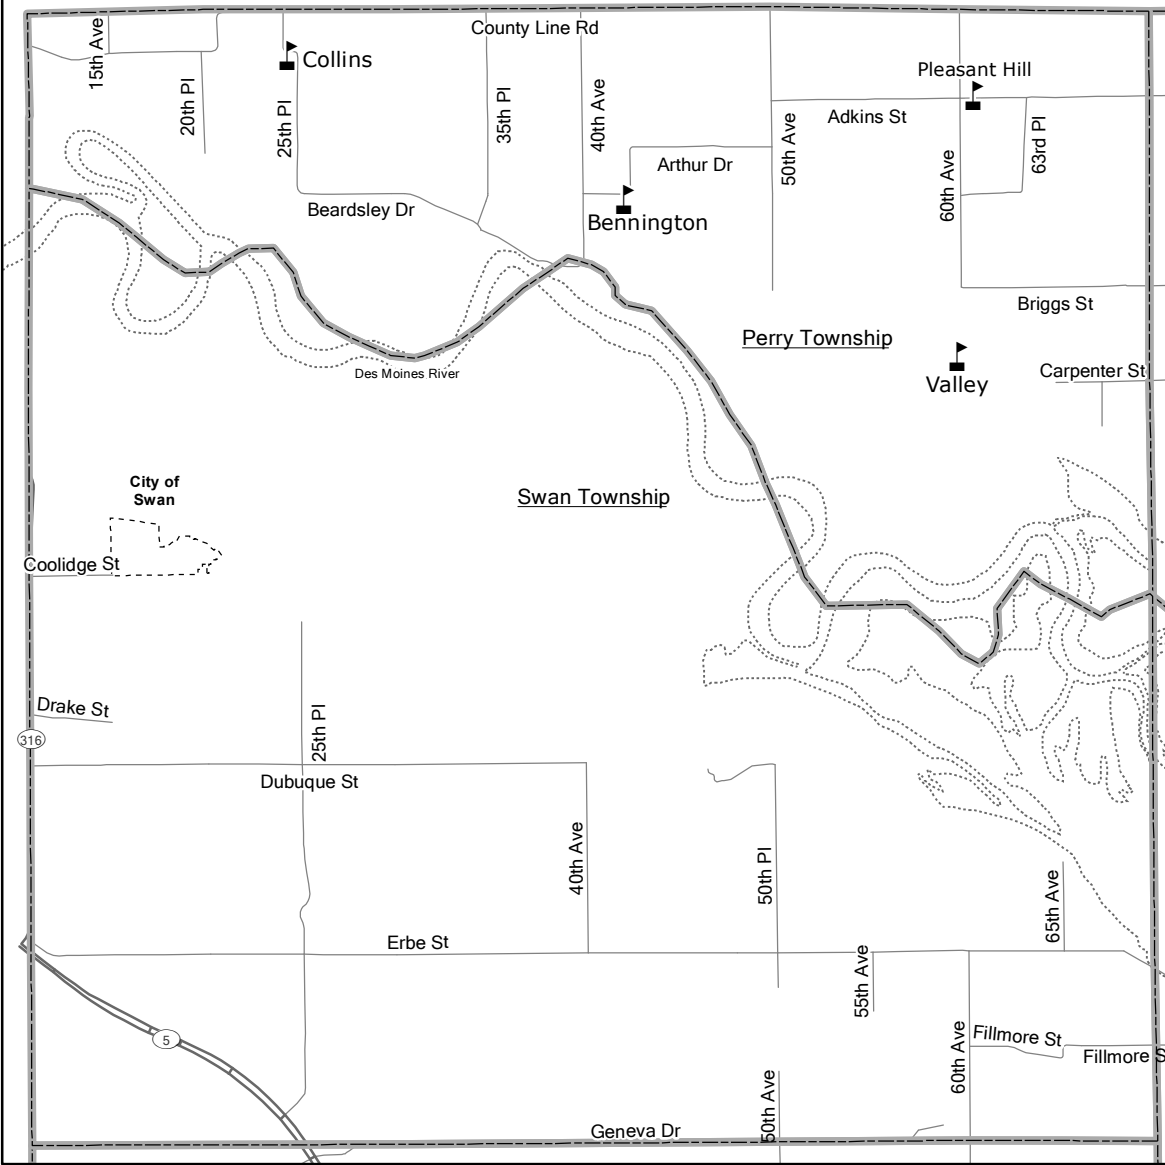 County Line Rd
15th Ave
Collins
Pleasant Hill
20th Pl
25th Pl
35th Pl
40th Ave
Adkins St
50th Ave
Arthur Dr
63rd Pl
60th Ave
Beardsley Dr
Bennington
Briggs St
Perry Township
Des Moines River
Valley
Carpenter St
City of
Swan
Swan Township
Coolidge St
Drake St
316
25th Pl
Dubuque St
40th Ave
50th Pl
65th Ave
Erbe St
55th Ave
5
60th Ave
Fillmore St
Fillmore S
50th Ave
Geneva Dr